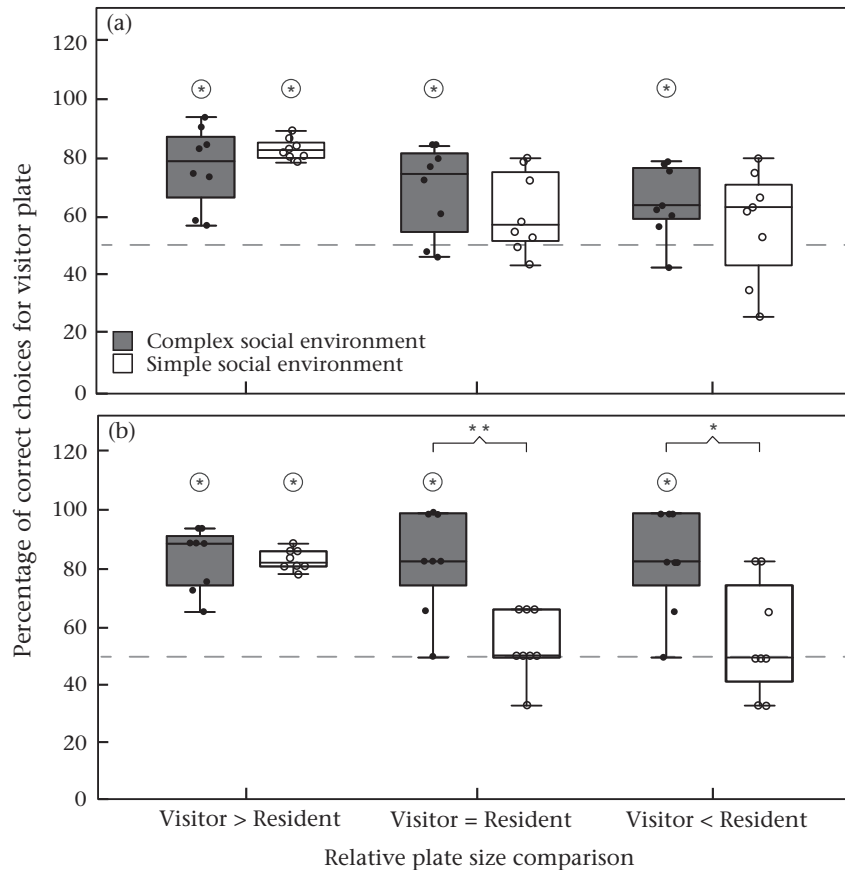 Percentage of correct choices for visitor plate
(a)
120
100
80
60
40
20
0
* * * *
Complex social environment
Simple social environment
(b)
120
100
80
60
40
20
0
** *
* * * *
Visitor > Resident Visitor = Resident Visitor < Resident
Relative plate size comparison